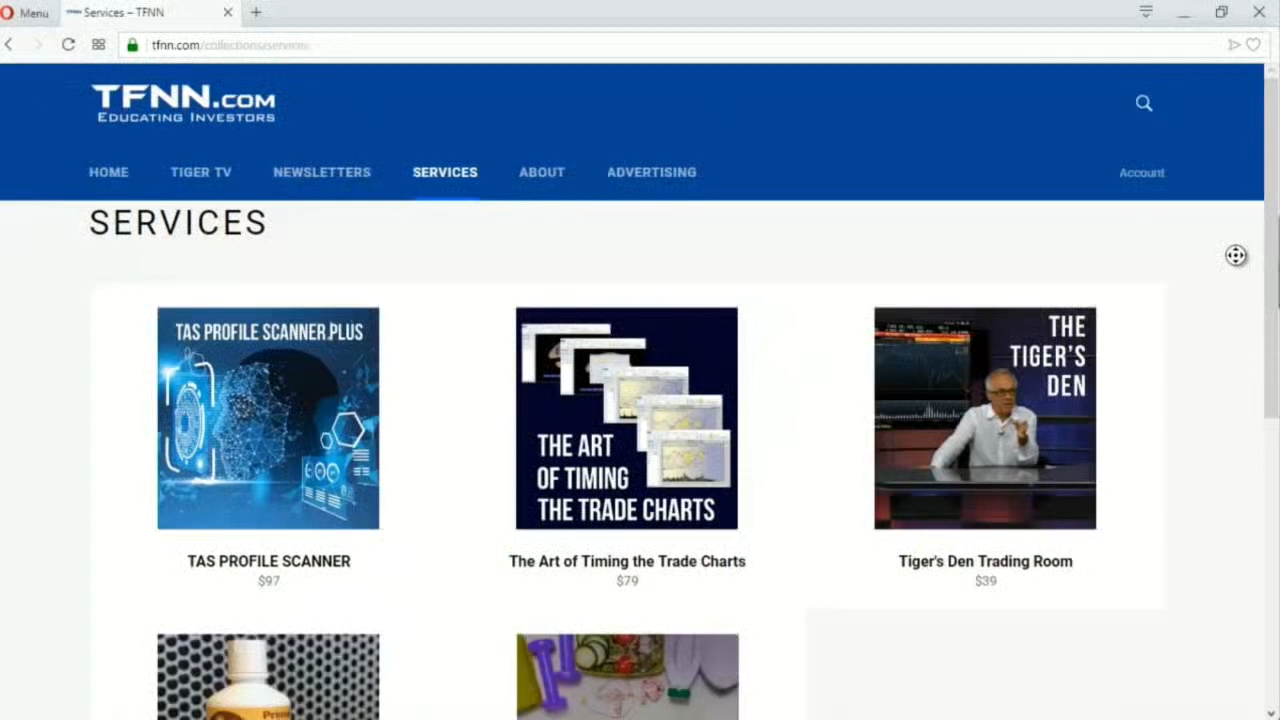 Menu
Services – TFNN
tfnn.com/collections/services
TFNN.COM
EDUCATING INVESTORS
HOME
TIGER TV
NEWSLETTERS
SERVICES
ABOUT
ADVERTISING
Account
SERVICES
TAS PROFILE SCANNER PLUS
THE ART
OF TIMING
THE TRADE CHARTS
THE
TIGER'S
DEN
TAS PROFILE SCANNER
$97
The Art of Timing the Trade Charts
$79
Tiger's Den Trading Room
$39